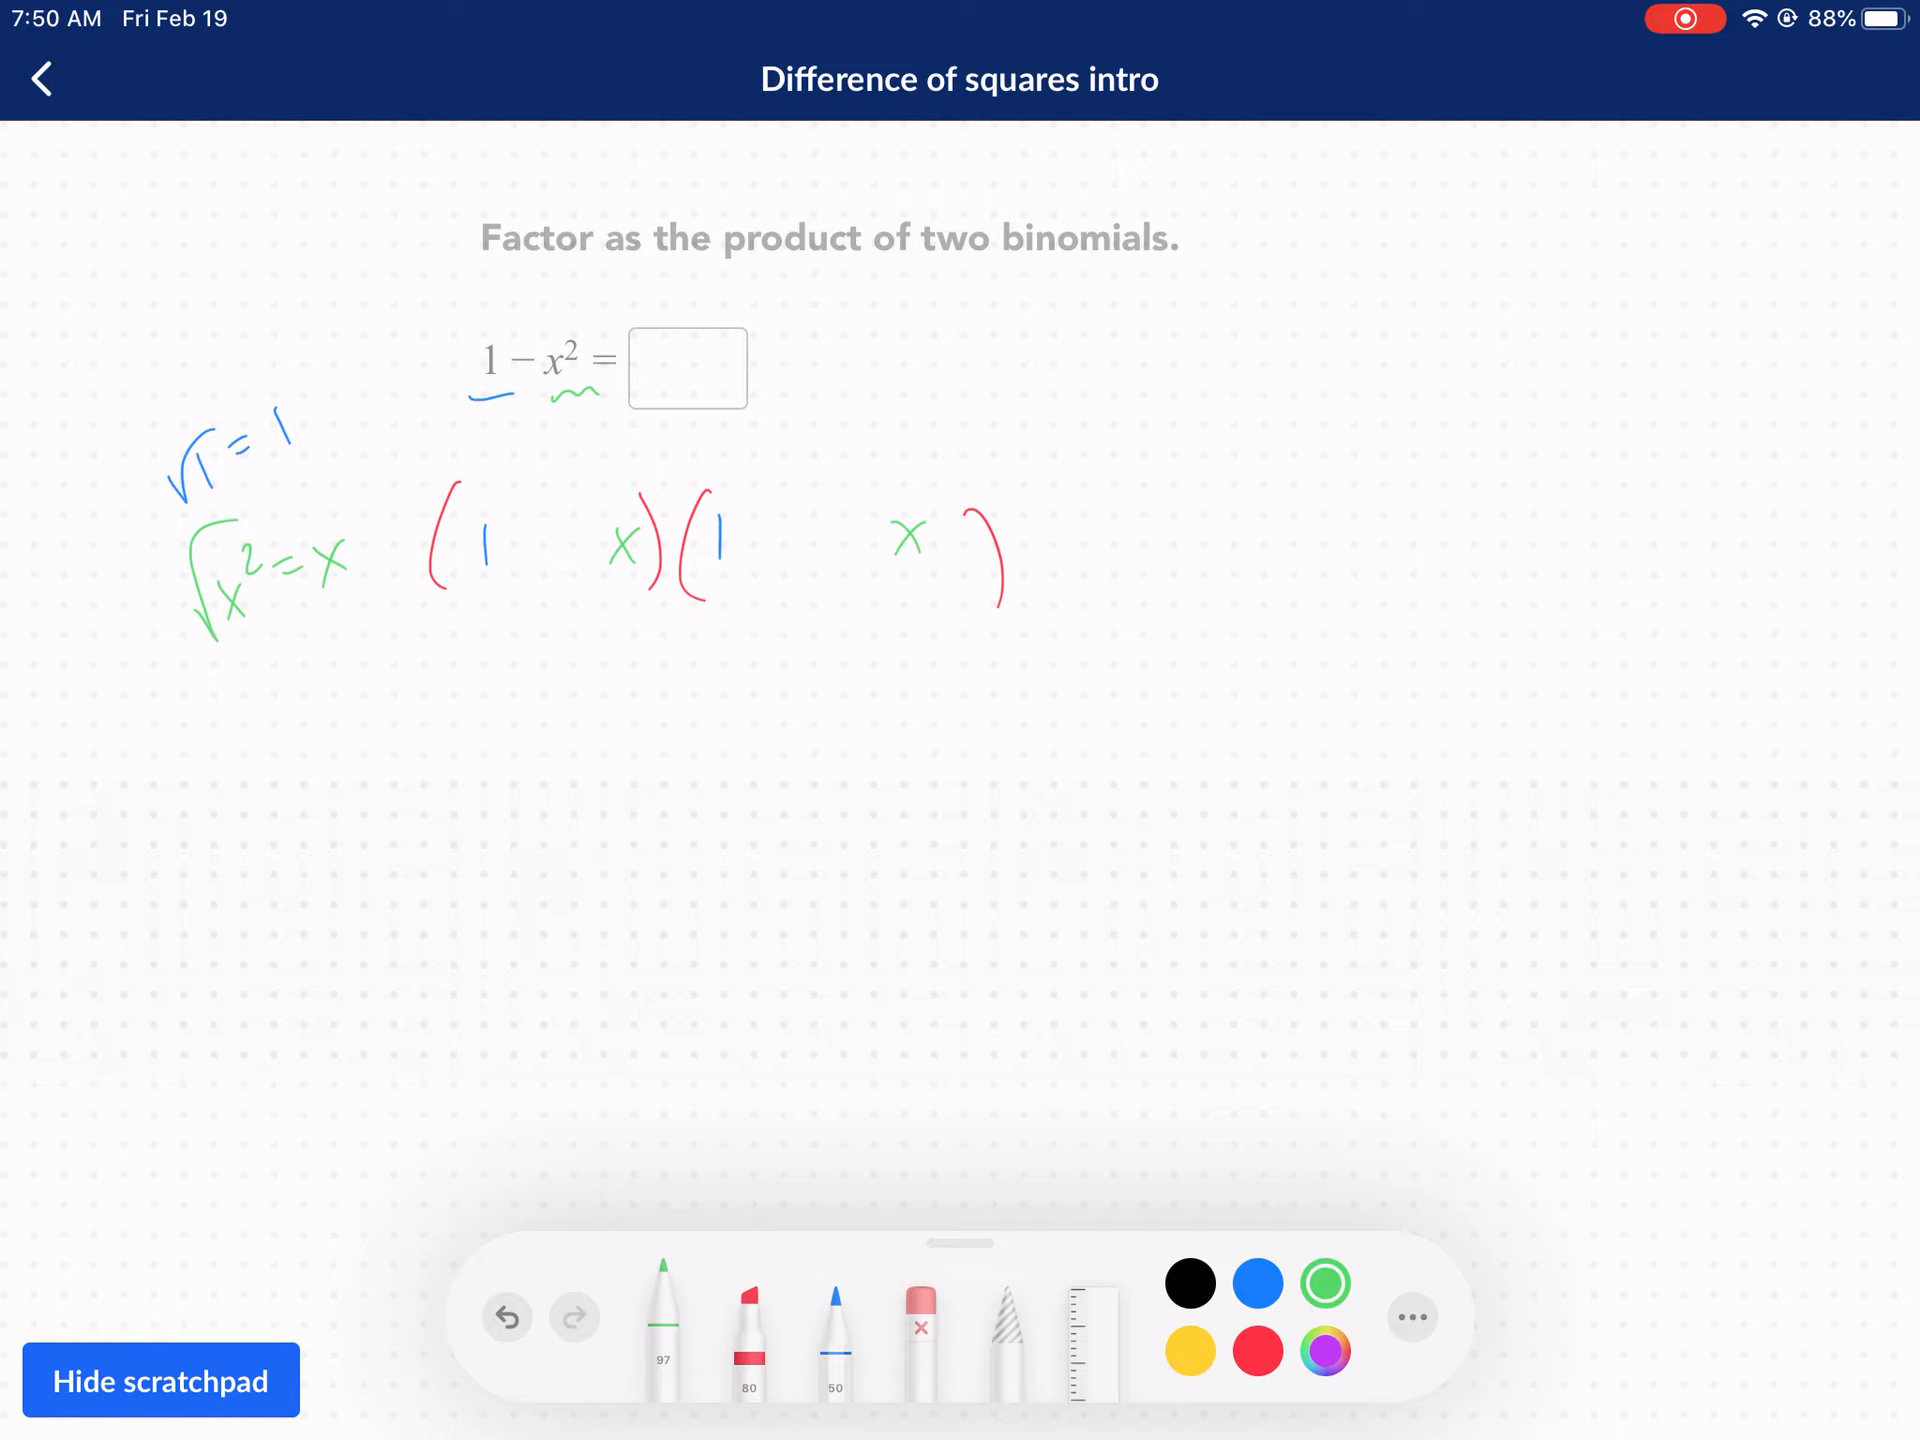 7:50 AM Fri Feb 19
88%
Difference of squares intro
Factor as the product of two binomials.
1 − x² =
√1 = 1
√x² = x
(1 x)(1 x)
97
80
50
Hide scratchpad